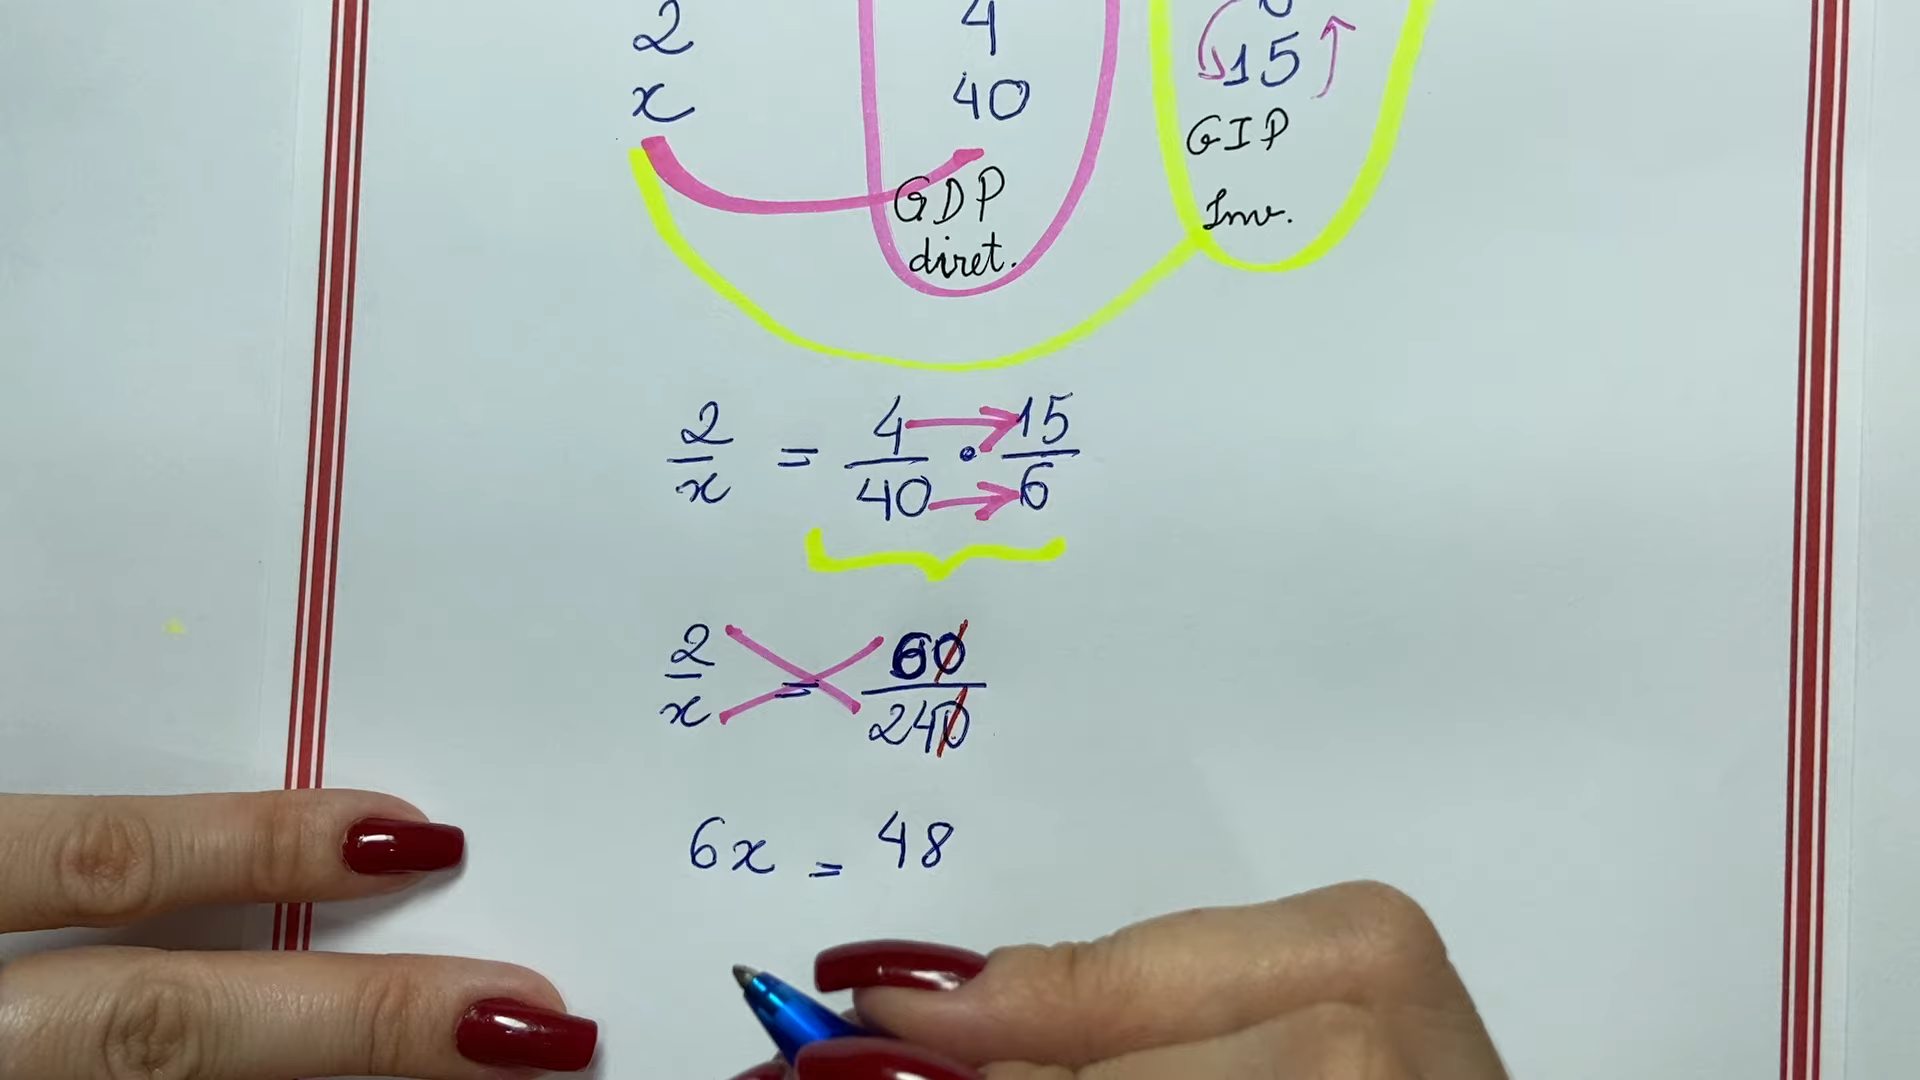 2 4
x 40 15
GIP
GDP Inv.
diret.
2/x = 4/40 · 15/6
2/x = 60/240
6x = 48